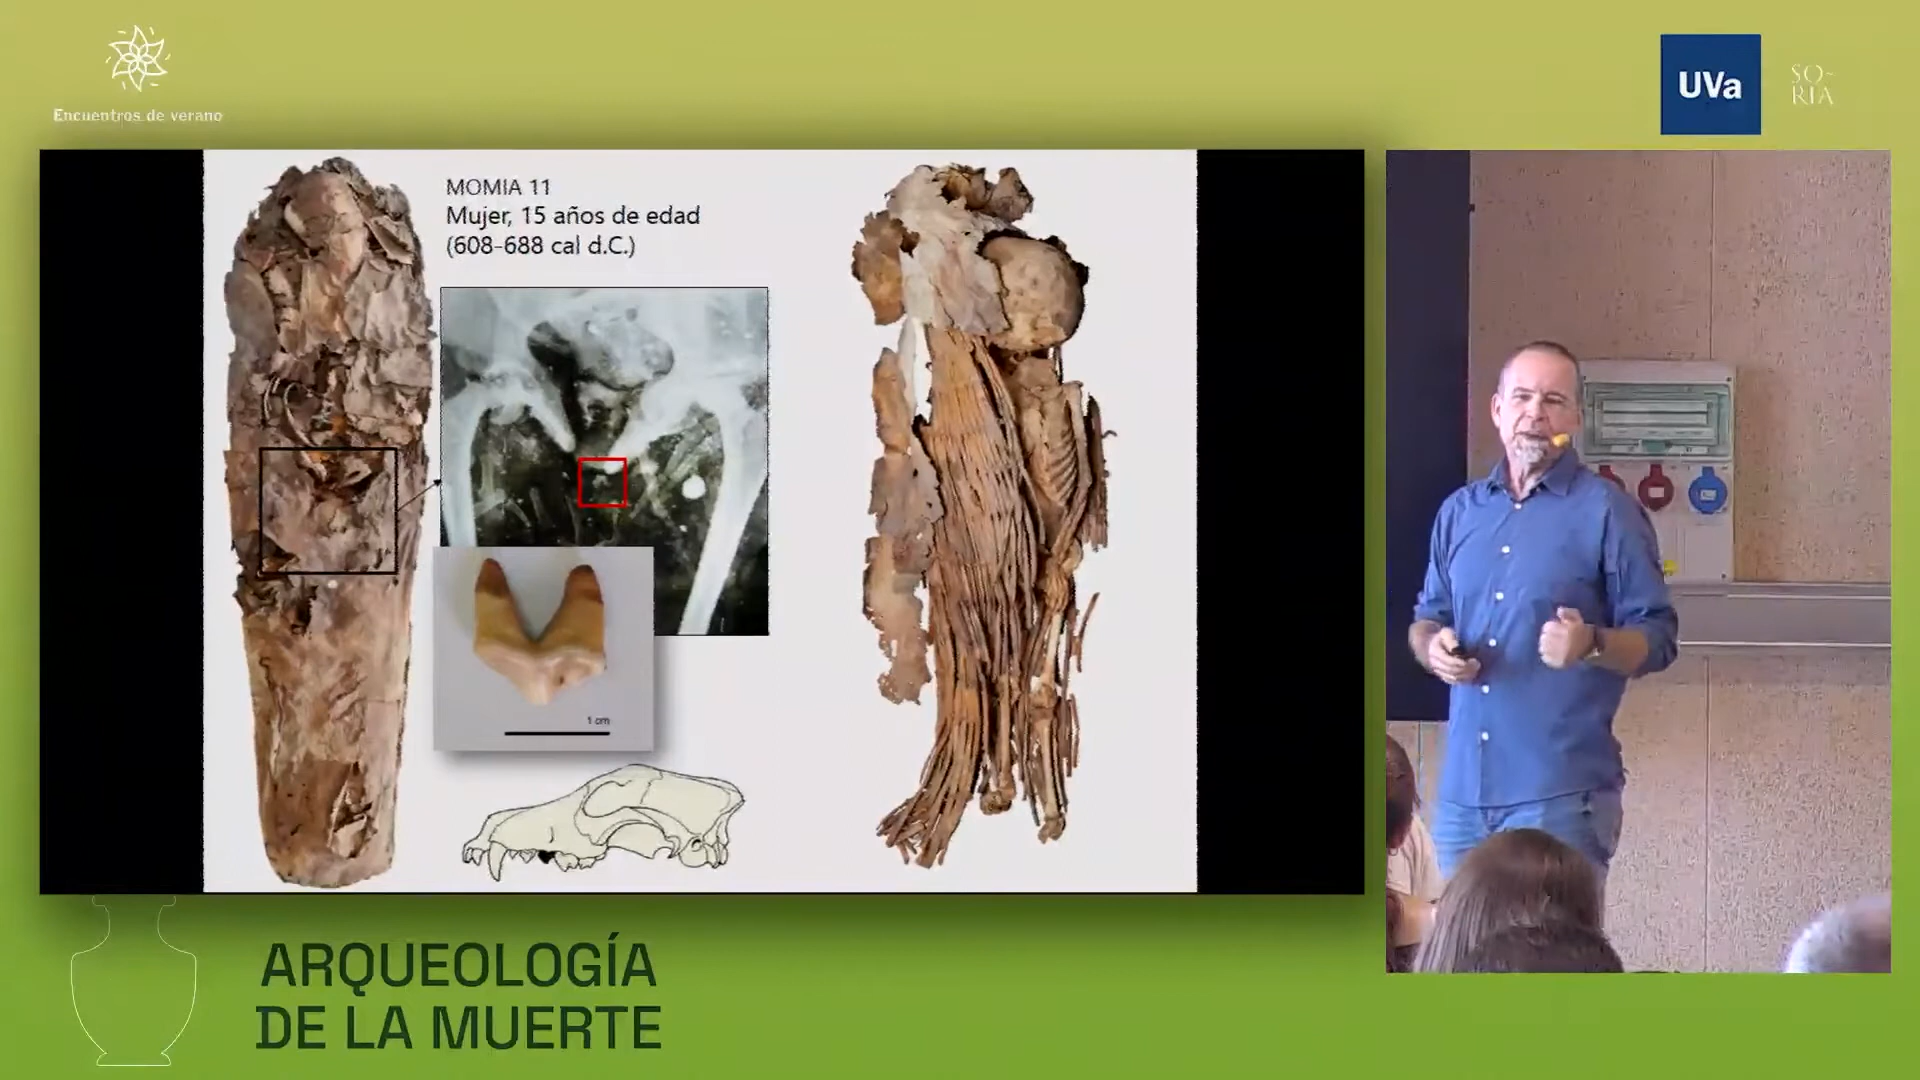 Encuentros de verano
UVa
SO-
RIA
MOMIA 11
Mujer, 15 años de edad
(608-688 cal d.C.)
1 cm
ARQUEOLOGÍA
DE LA MUERTE